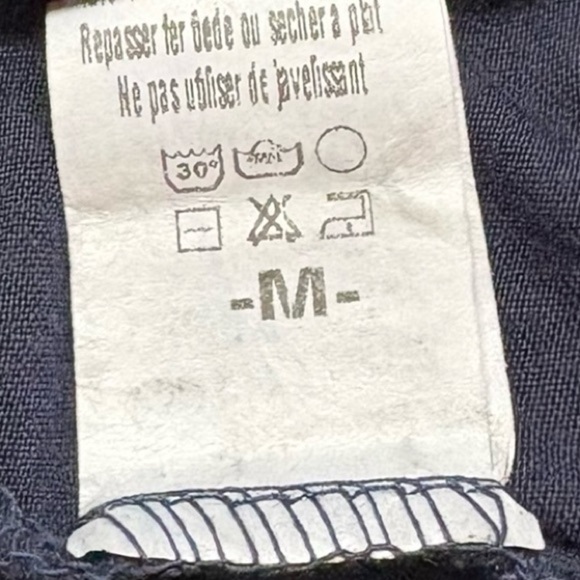 Repasser fer tiède ou sécher à plat
Ne pas utiliser de javellisant
30°
-M-